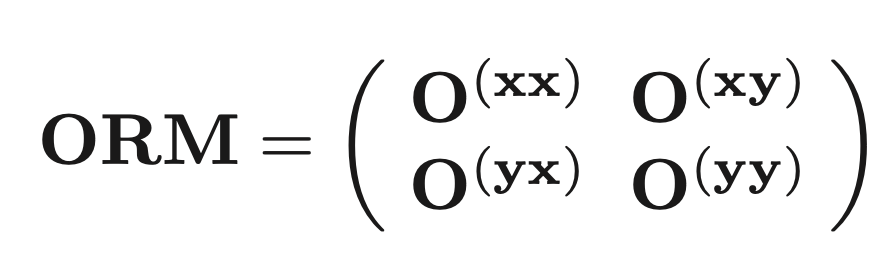 ORM = ( O^(xx) O^(xy)
O^(yx) O^(yy) )